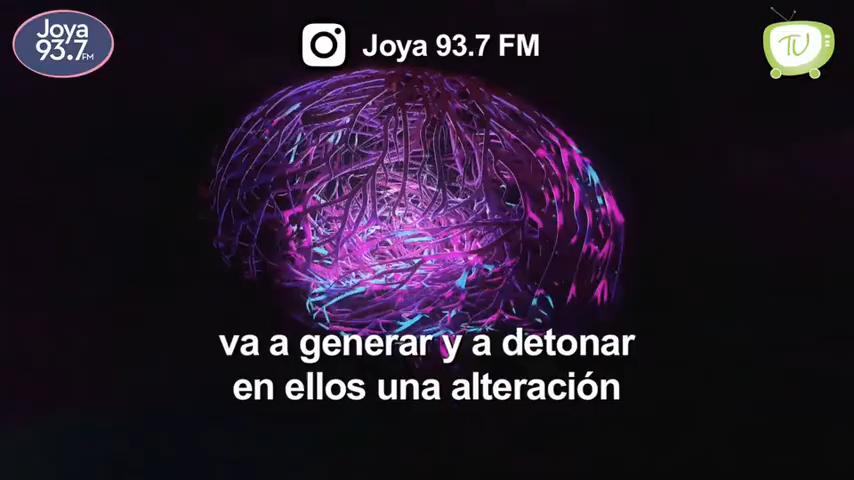 Joya
93.7 FM
Joya 93.7 FM
TV
va a generar y a detonar
en ellos una alteración